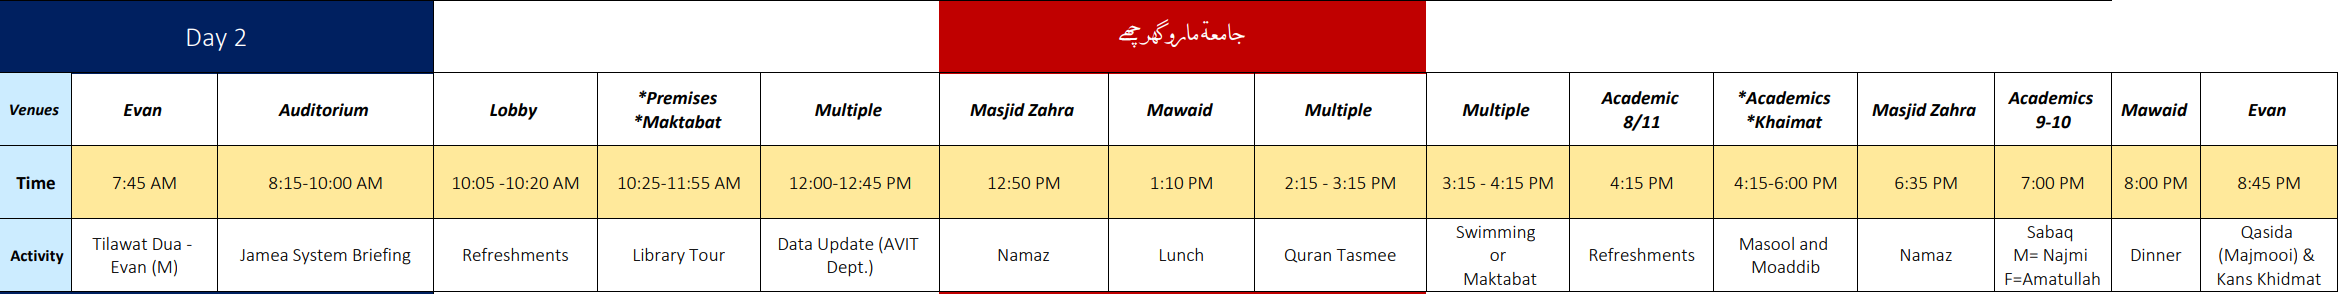 Day 2
جامعة مارو گھر چھے
Venues
Evan
Auditorium
Lobby
*Premises
*Maktabat
Multiple
Masjid Zahra
Mawaid
Multiple
Multiple
Academic
8/11
*Academics
*Khaimat
Masjid Zahra
Academics
9-10
Mawaid
Evan
Time
7:45 AM
8:15-10:00 AM
10:05 -10:20 AM
10:25-11:55 AM
12:00-12:45 PM
12:50 PM
1:10 PM
2:15 - 3:15 PM
3:15 - 4:15 PM
4:15 PM
4:15-6:00 PM
6:35 PM
7:00 PM
8:00 PM
8:45 PM
Activity
Tilawat Dua -
Evan (M)
Jamea System Briefing
Refreshments
Library Tour
Data Update (AVIT
Dept.)
Namaz
Lunch
Quran Tasmee
Swimming
or
Maktabat
Refreshments
Masool and
Moaddib
Namaz
Sabaq
M= Najmi
F=Amatullah
Dinner
Qasida
(Majmooi) &
Kans Khidmat